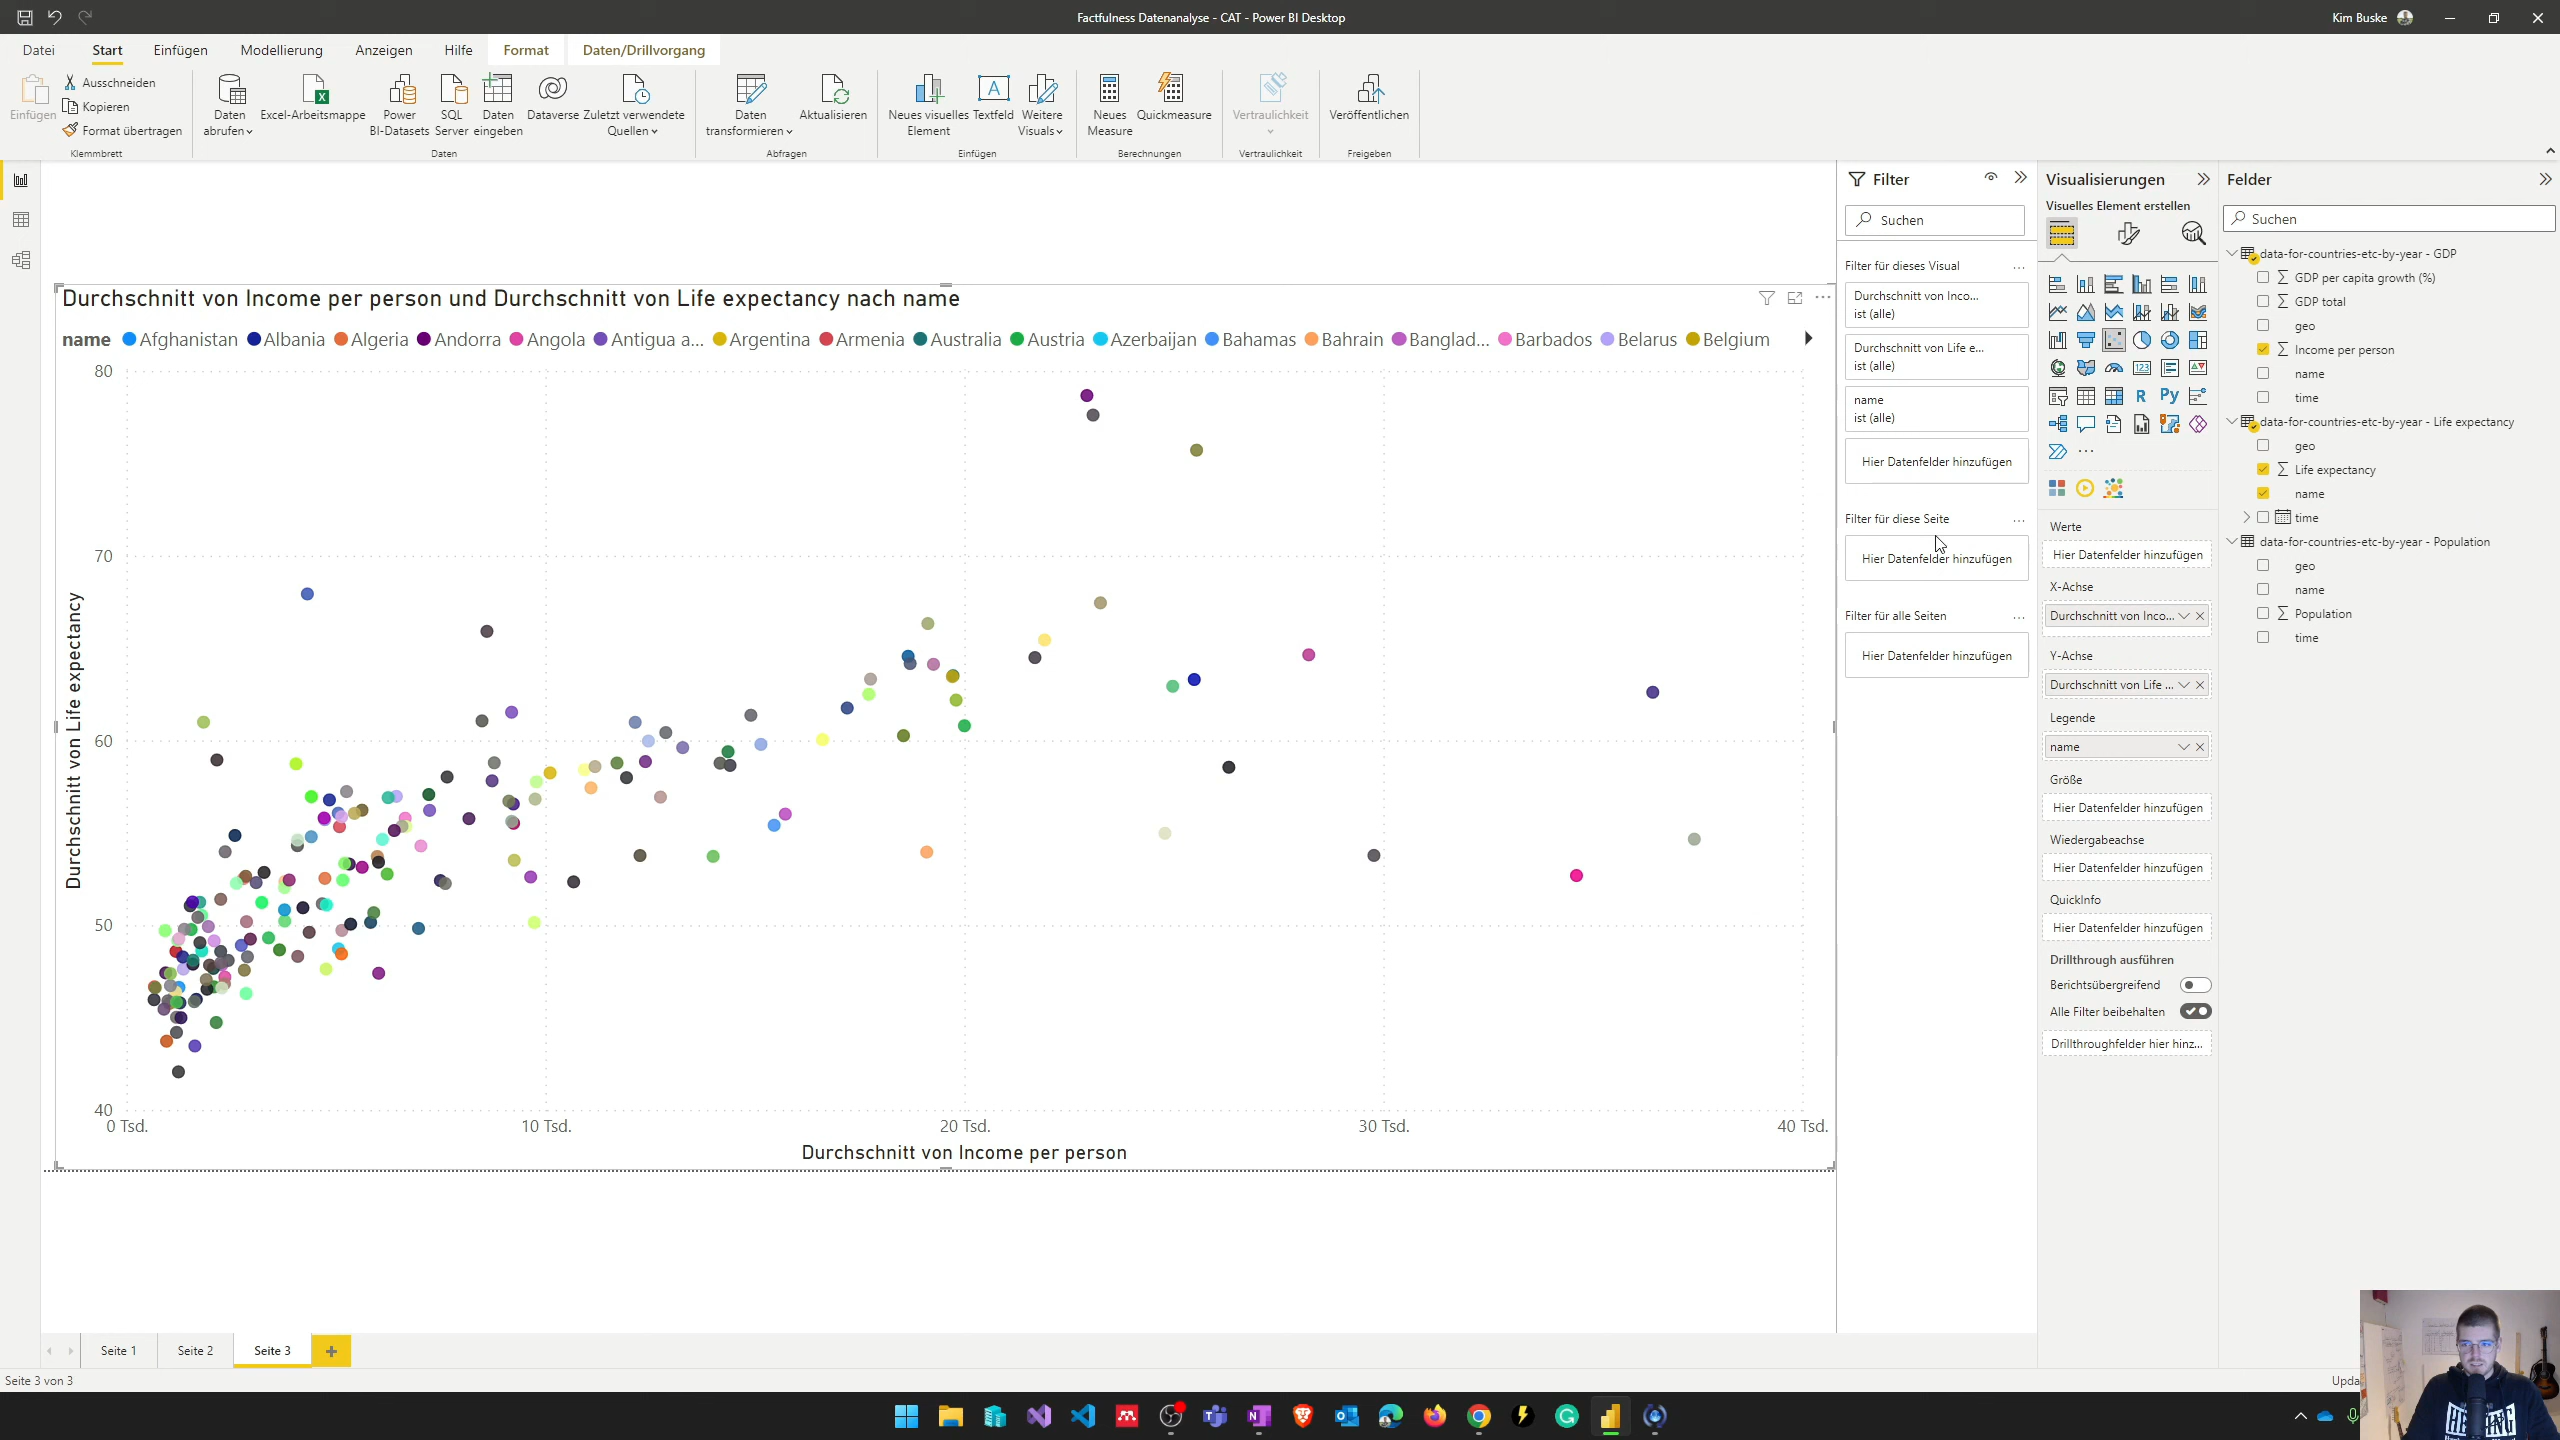 Factfulness Datenanalyse - CAT - Power BI Desktop
Kim Buske
Datei
Start
Einfügen
Modellierung
Anzeigen
Hilfe
Format
Daten/Drillvorgang
Einfügen
Ausschneiden
Kopieren
Format übertragen
Klemmbrett
Daten
abrufen
Excel-Arbeitsmappe
Power
BI-Datasets
SQL
Server
Daten
eingeben
Dataverse
Zuletzt verwendete
Quellen
Daten
Daten
transformieren
Aktualisieren
Abfragen
Neues visuelles
Element
Textfeld
Weitere
Visuals
Einfügen
Neues
Measure
Quickmeasure
Berechnungen
Vertraulichkeit
Vertraulichkeit
Veröffentlichen
Freigeben
Durchschnitt von Income per person und Durchschnitt von Life expectancy nach name
name Afghanistan Albania Algeria Andorra Angola Antigua a... Argentina Armenia Australia Austria Azerbaijan Bahamas Bahrain Banglad... Barbados Belarus Belgium
80
70
60
50
40
Durchschnitt von Life expectancy
0 Tsd.
10 Tsd.
20 Tsd.
30 Tsd.
40 Tsd.
Durchschnitt von Income per person
Filter
Suchen
Filter für dieses Visual
...
Durchschnitt von Inco...
ist (alle)
Durchschnitt von Life e...
ist (alle)
name
ist (alle)
Hier Datenfelder hinzufügen
Filter für diese Seite
...
Hier Datenfelder hinzufügen
Filter für alle Seiten
...
Hier Datenfelder hinzufügen
Visualisierungen
Visuelles Element erstellen
123
R
Py
...
Werte
Hier Datenfelder hinzufügen
X-Achse
Durchschnitt von Inco...
Y-Achse
Durchschnitt von Life ...
Legende
name
Größe
Hier Datenfelder hinzufügen
Wiedergabeachse
Hier Datenfelder hinzufügen
QuickInfo
Hier Datenfelder hinzufügen
Drillthrough ausführen
Berichtsübergreifend
Alle Filter beibehalten
Drillthroughfelder hier hinz...
Felder
Suchen
data-for-countries-etc-by-year - GDP
GDP per capita growth (%)
GDP total
geo
Income per person
name
time
data-for-countries-etc-by-year - Life expectancy
geo
Life expectancy
name
time
data-for-countries-etc-by-year - Population
geo
name
Population
time
Seite 1
Seite 2
Seite 3
Seite 3 von 3
Upda